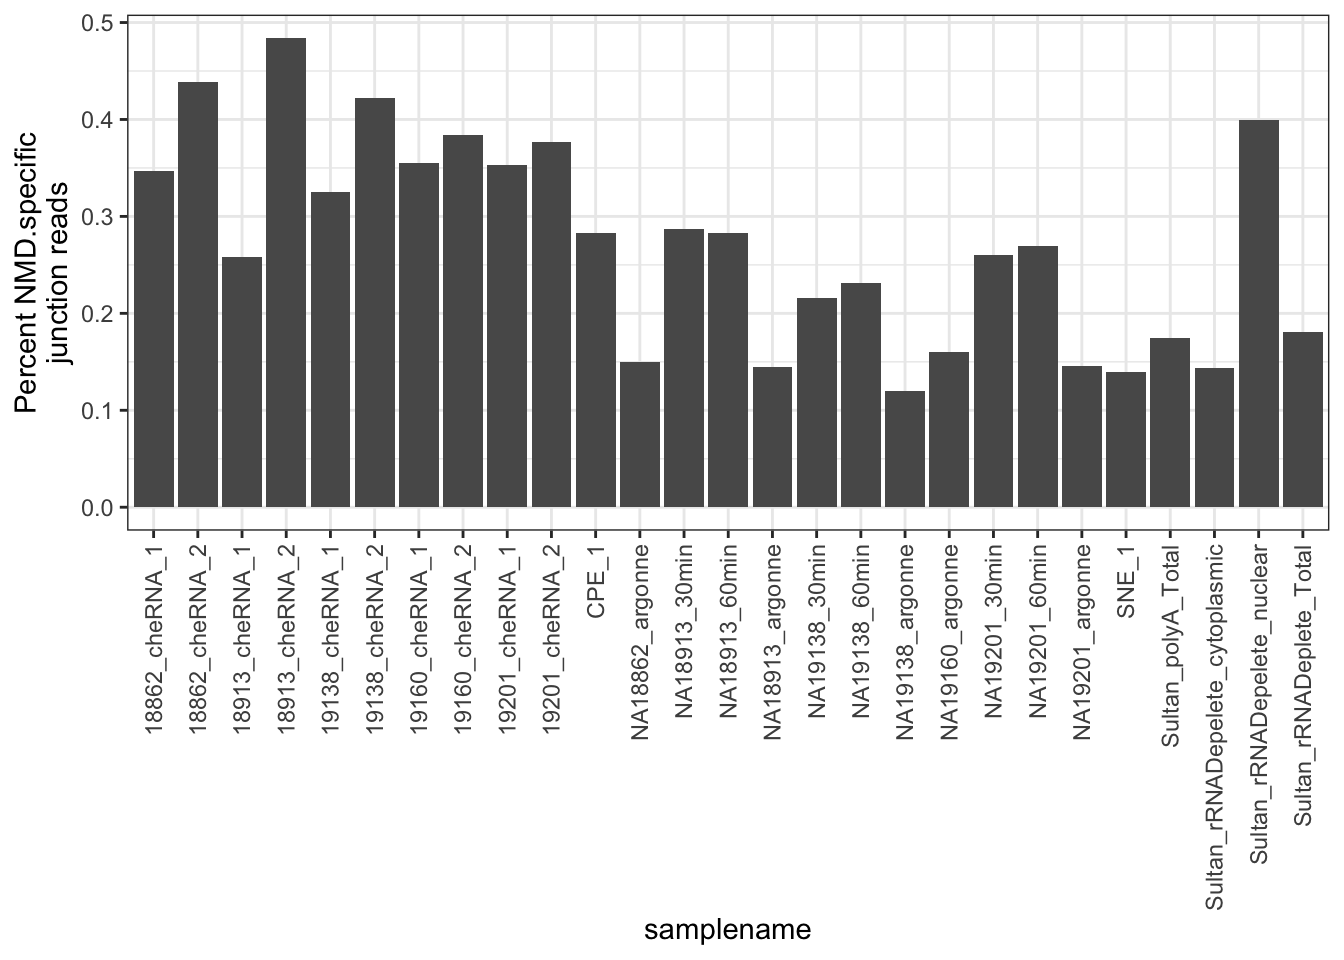 Percent NMD.specific
junction reads
0.5
0.4
0.3
0.2
0.1
0.0
18862_cheRNA_1
18862_cheRNA_2
18913_cheRNA_1
18913_cheRNA_2
19138_cheRNA_1
19138_cheRNA_2
19160_cheRNA_1
19160_cheRNA_2
19201_cheRNA_1
19201_cheRNA_2
CPE_1
NA18862_argonne
NA18913_30min
NA18913_60min
NA18913_argonne
NA19138_30min
NA19138_60min
NA19138_argonne
NA19160_argonne
NA19201_30min
NA19201_60min
NA19201_argonne
SNE_1
Sultan_polyA_Total
Sultan_rRNADepelete_cytoplasmic
Sultan_rRNADepelete_nuclear
Sultan_rRNADeplete_Total
samplename